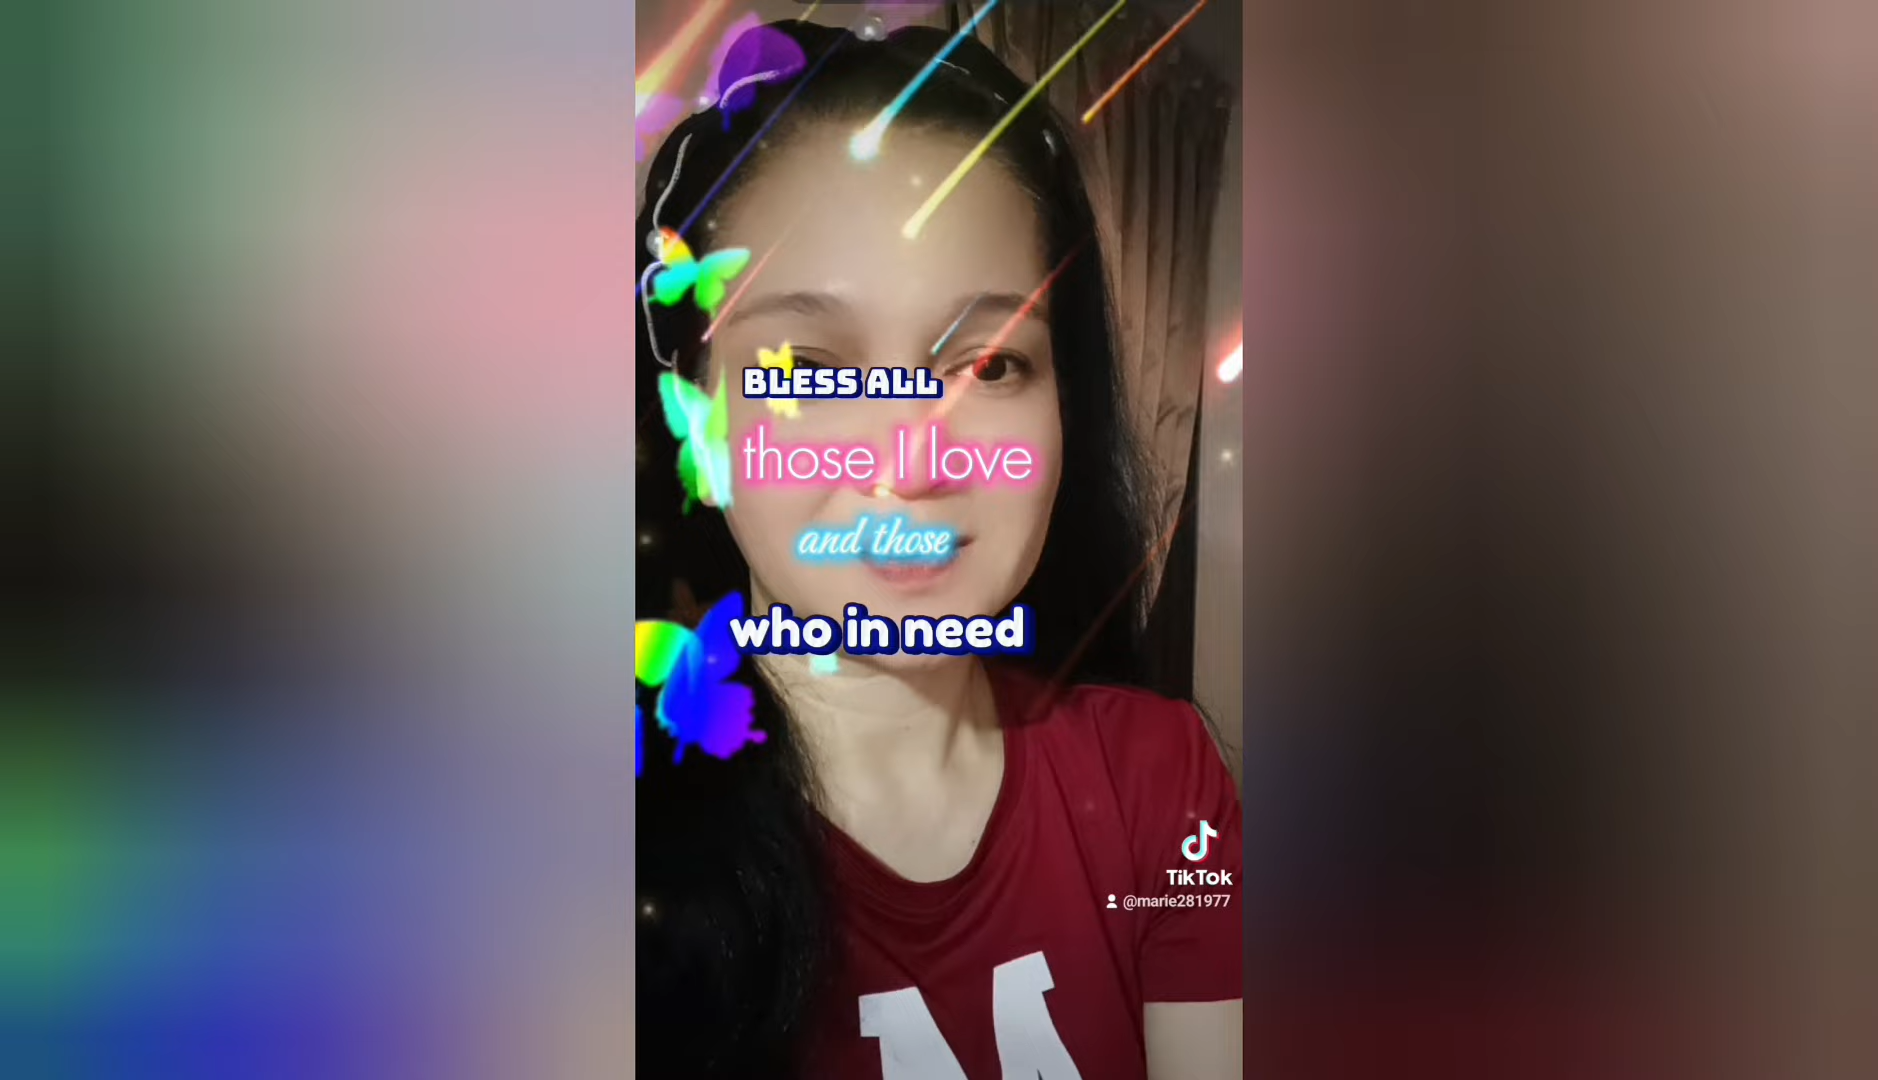 BLESS ALL
those I love
and those
who in need
TikTok
@marie281977
M